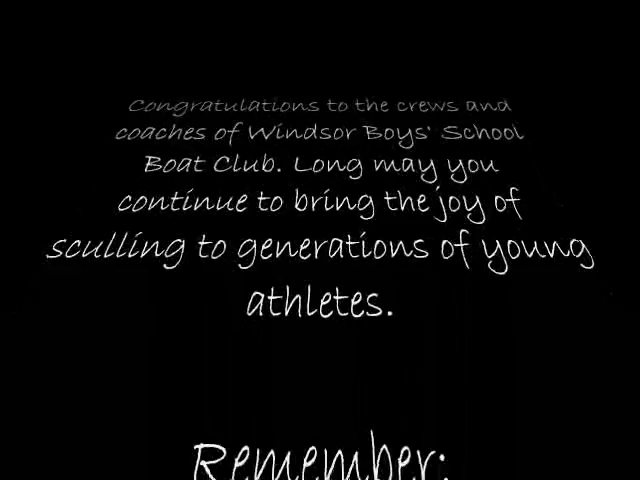 Congratulations to the crews and
coaches of Windsor Boys' School
Boat Club. Long may you
continue to bring the joy of
sculling to generations of young
athletes.
Remember: